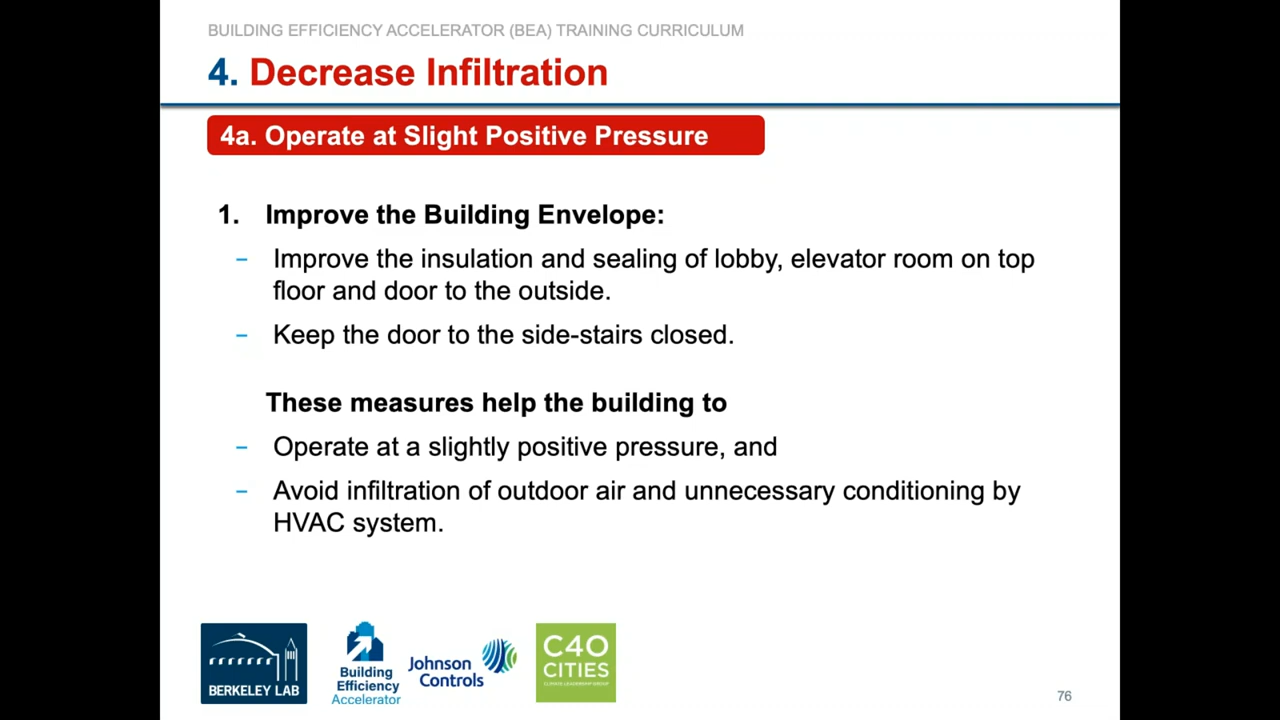 BUILDING EFFICIENCY ACCELERATOR (BEA) TRAINING CURRICULUM
4. Decrease Infiltration
4a. Operate at Slight Positive Pressure
1. Improve the Building Envelope:
– Improve the insulation and sealing of lobby, elevator room on top
floor and door to the outside.
– Keep the door to the side-stairs closed.
These measures help the building to
– Operate at a slightly positive pressure, and
– Avoid infiltration of outdoor air and unnecessary conditioning by
HVAC system.
BERKELEY LAB
Building
Efficiency
Accelerator
Johnson
Controls
C40
CITIES
CLIMATE LEADERSHIP GROUP
76